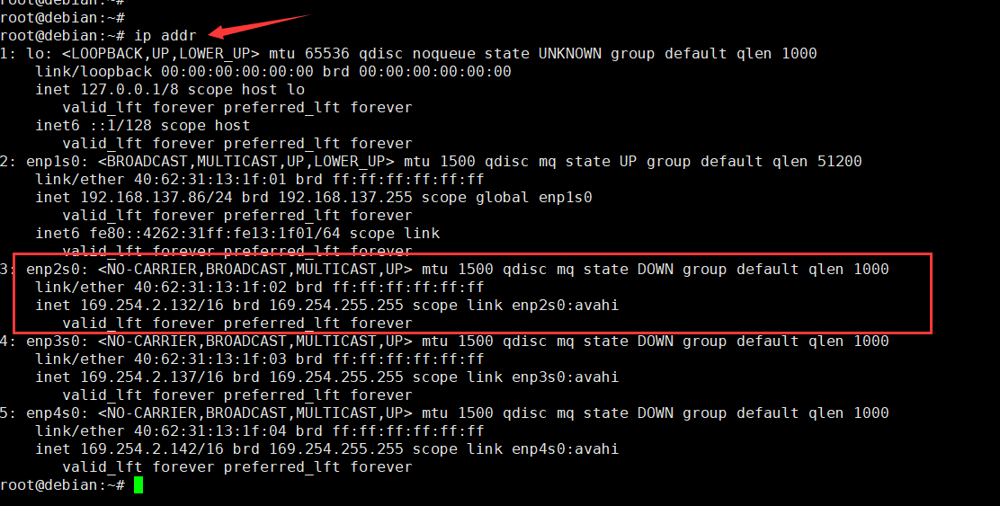 root@debian:~#
root@debian:~#
root@debian:~# ip addr
1: lo: <LOOPBACK,UP,LOWER_UP> mtu 65536 qdisc noqueue state UNKNOWN group default qlen 1000
    link/loopback 00:00:00:00:00:00 brd 00:00:00:00:00:00
    inet 127.0.0.1/8 scope host lo
       valid_lft forever preferred_lft forever
    inet6 ::1/128 scope host
       valid_lft forever preferred_lft forever
2: enp1s0: <BROADCAST,MULTICAST,UP,LOWER_UP> mtu 1500 qdisc mq state UP group default qlen 51200
    link/ether 40:62:31:13:1f:01 brd ff:ff:ff:ff:ff:ff
    inet 192.168.137.86/24 brd 192.168.137.255 scope global enp1s0
       valid_lft forever preferred_lft forever
    inet6 fe80::4262:31ff:fe13:1f01/64 scope link
       valid_lft forever preferred_lft forever
3: enp2s0: <NO-CARRIER,BROADCAST,MULTICAST,UP> mtu 1500 qdisc mq state DOWN group default qlen 1000
    link/ether 40:62:31:13:1f:02 brd ff:ff:ff:ff:ff:ff
    inet 169.254.2.132/16 brd 169.254.255.255 scope link enp2s0:avahi
       valid_lft forever preferred_lft forever
4: enp3s0: <NO-CARRIER,BROADCAST,MULTICAST,UP> mtu 1500 qdisc mq state DOWN group default qlen 1000
    link/ether 40:62:31:13:1f:03 brd ff:ff:ff:ff:ff:ff
    inet 169.254.2.137/16 brd 169.254.255.255 scope link enp3s0:avahi
       valid_lft forever preferred_lft forever
5: enp4s0: <NO-CARRIER,BROADCAST,MULTICAST,UP> mtu 1500 qdisc mq state DOWN group default qlen 1000
    link/ether 40:62:31:13:1f:04 brd ff:ff:ff:ff:ff:ff
    inet 169.254.2.142/16 brd 169.254.255.255 scope link enp4s0:avahi
       valid_lft forever preferred_lft forever
root@debian:~#